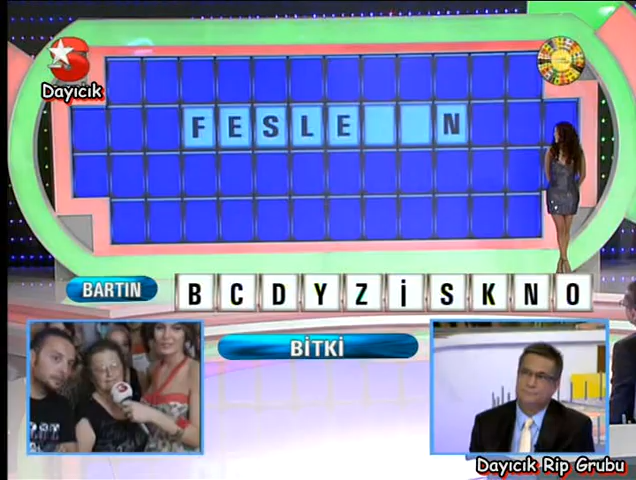 S
Dayıcık
FESLE N
BARTIN
B C D Y Z İ S K N O
BİTKİ
Dayıcık Rip Grubu